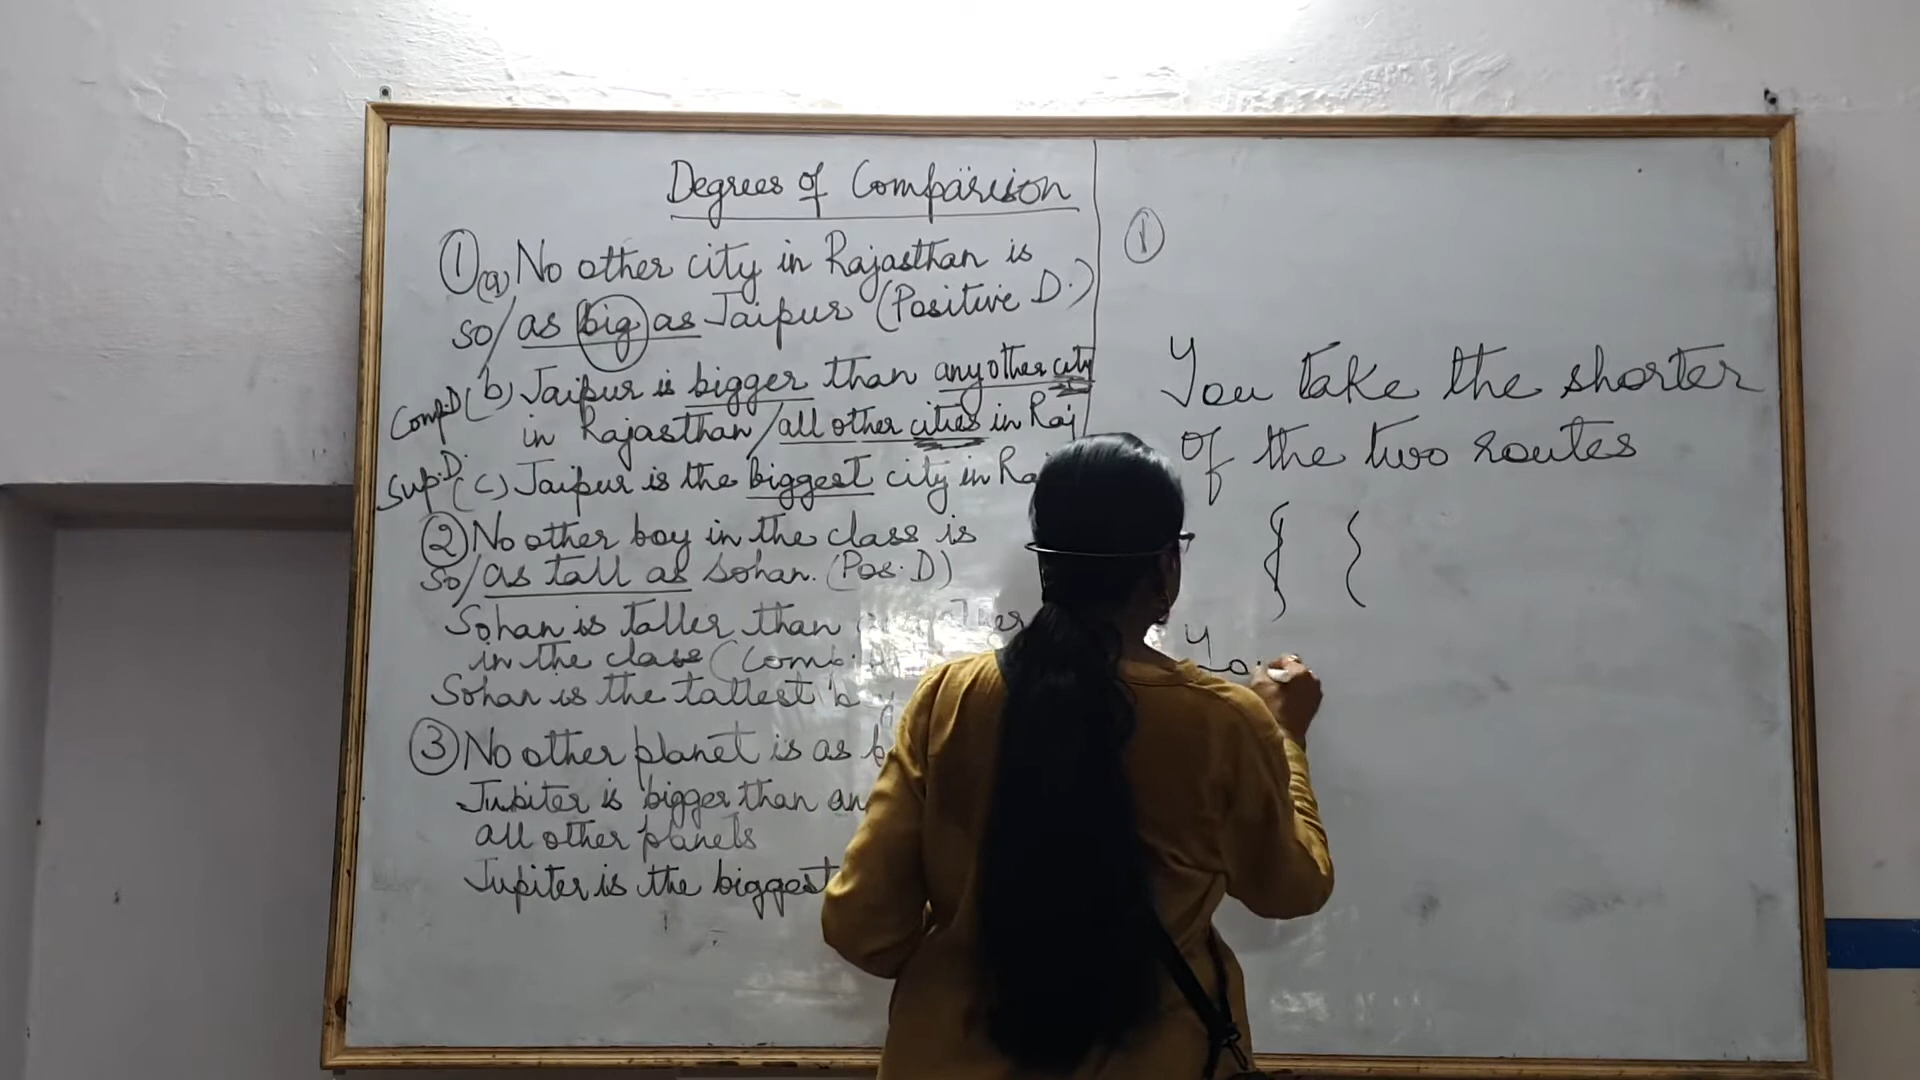 Degrees of Comparison
① (a) No other city in Rajasthan is
so/as big as Jaipur (Positive D.)
Comp.D (b) Jaipur is bigger than any other city
in Rajasthan/all other cities in Raj
Sup.D. (c) Jaipur is the biggest city in Ra
② No other boy in the class is
so/as tall as Sohan. (Pos. D)
Sohan is taller than
in the class (Comp.
Sohan is the tallest b y
③ No other planet is as b
Jupiter is bigger than an
all other planets
Jupiter is the biggest
①
You take the shorter
of the two routes
Yo